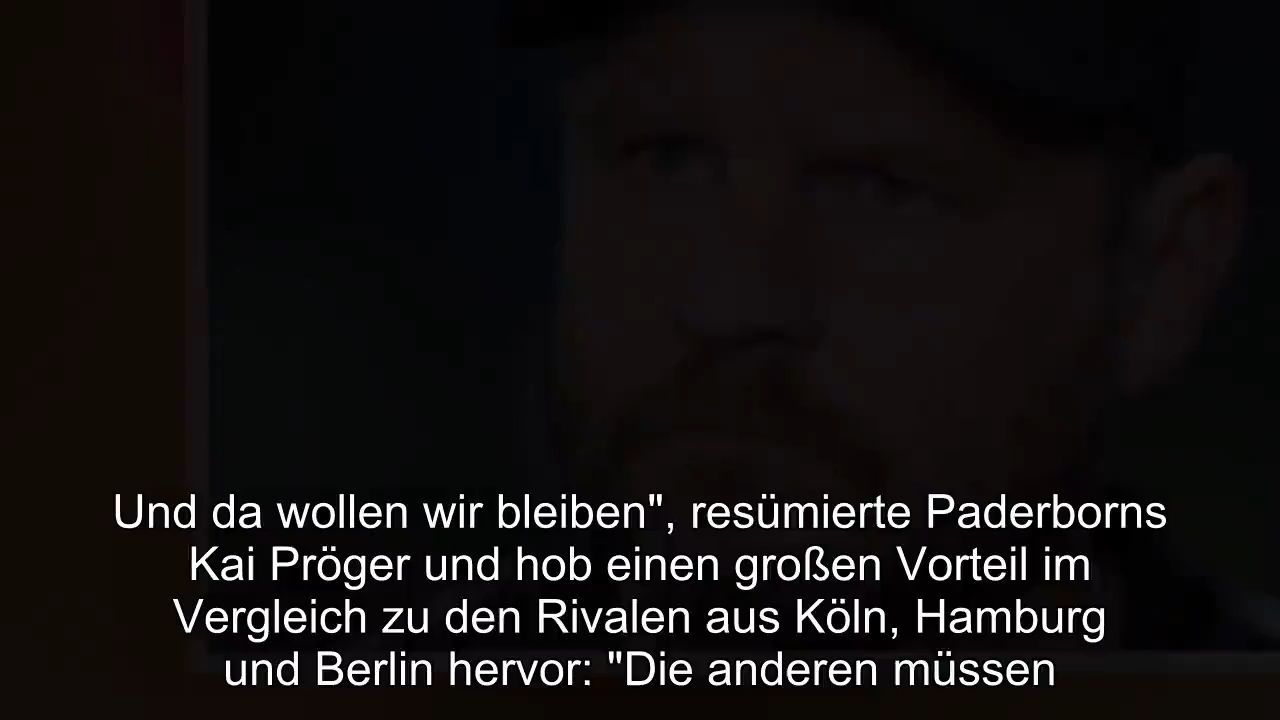 Und da wollen wir bleiben", resümierte Paderborns
Kai Pröger und hob einen großen Vorteil im
Vergleich zu den Rivalen aus Köln, Hamburg
und Berlin hervor: "Die anderen müssen